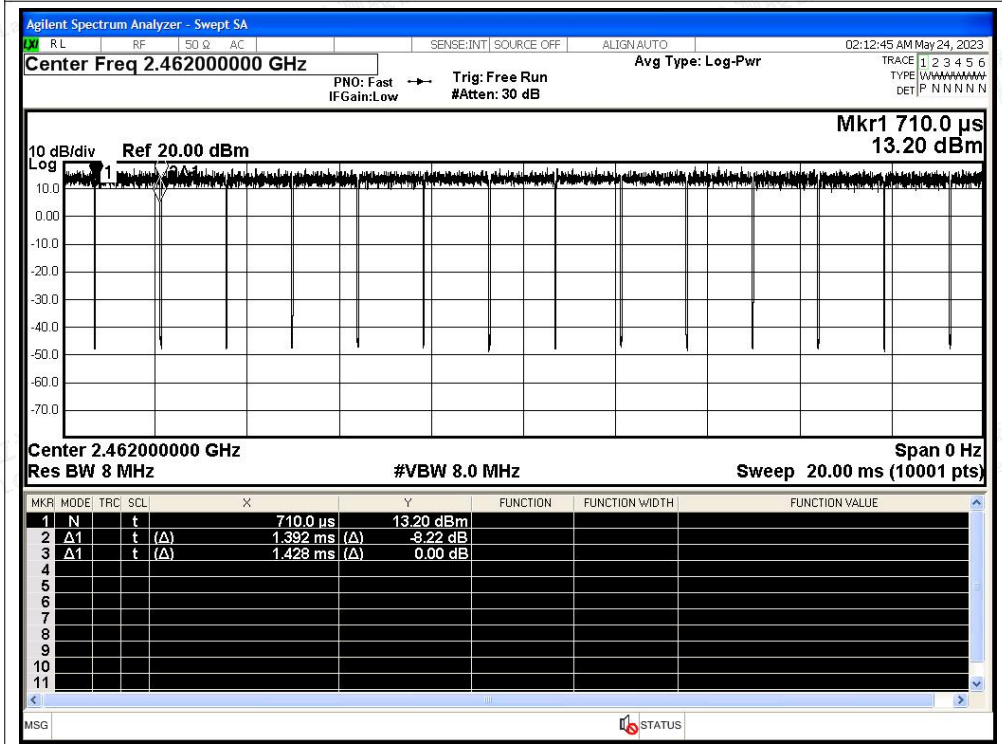 Agilent Spectrum Analyzer - Swept SA
LXI RL RF 50 Ω AC SENSE:INT SOURCE OFF ALIGN AUTO 02:12:45 AM May 24, 2023
Center Freq 2.462000000 GHz Avg Type: Log-Pwr TRACE 1 2 3 4 5 6
PNO: Fast Trig: Free Run TYPE WWWWWW
IFGain:Low #Atten: 30 dB DET P N N N N N
Mkr1 710.0 µs
10 dB/div Ref 20.00 dBm 13.20 dBm
Log
1 3Δ1
10.0
0.00
-10.0
-20.0
-30.0
-40.0
-50.0
-60.0
-70.0
Center 2.462000000 GHz Span 0 Hz
Res BW 8 MHz #VBW 8.0 MHz Sweep 20.00 ms (10001 pts)
MKR MODE TRC SCL X Y FUNCTION FUNCTION WIDTH FUNCTION VALUE
1 N t 710.0 µs 13.20 dBm
2 Δ1 t (Δ) 1.392 ms (Δ) -8.22 dB
3 Δ1 t (Δ) 1.428 ms (Δ) 0.00 dB
4
5
6
7
8
9
10
11
MSG STATUS